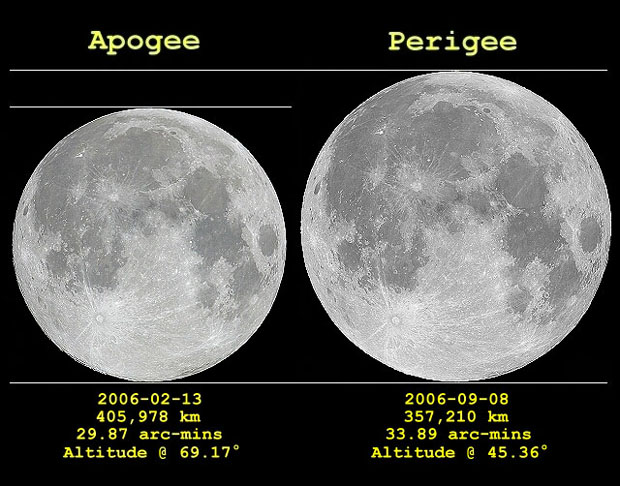 Apogee
Perigee
2006-02-13
405,978 km
29.87 arc-mins
Altitude @ 69.17°
2006-09-08
357,210 km
33.89 arc-mins
Altitude @ 45.36°